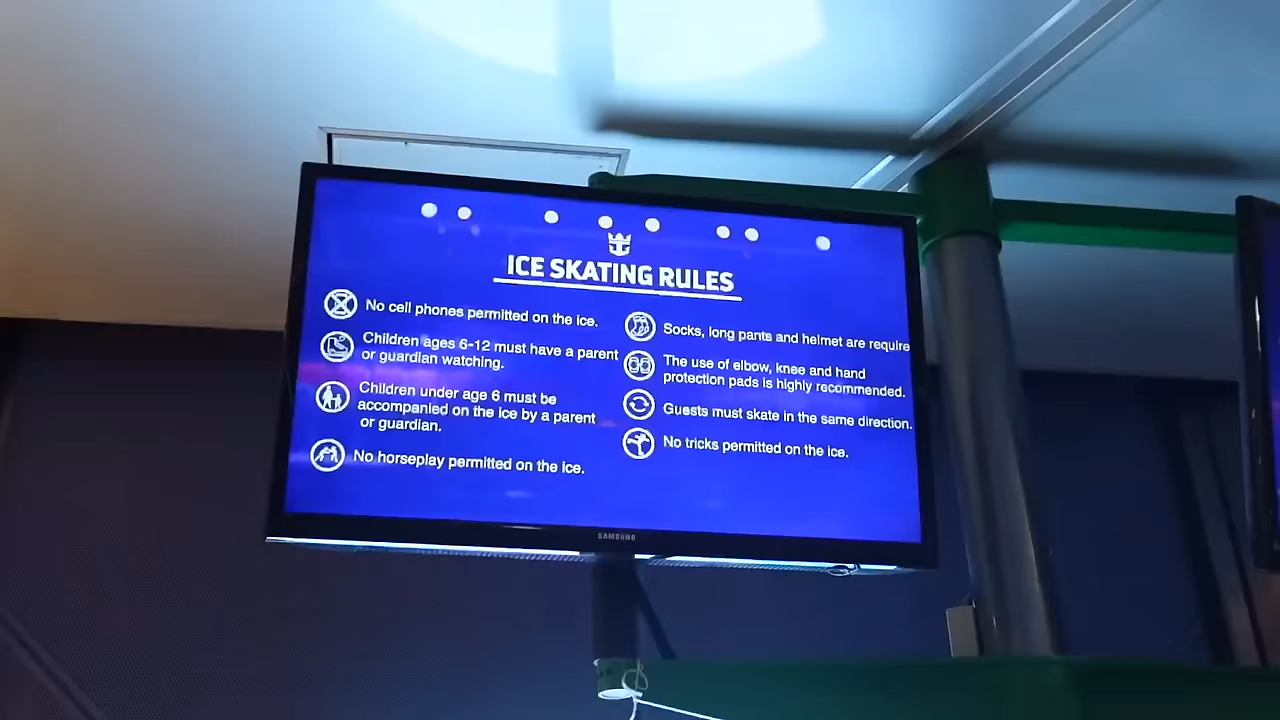 ICE SKATING RULES
No cell phones permitted on the ice.
Children ages 6-12 must have a parent
or guardian watching.
Children under age 6 must be
accompanied on the ice by a parent
or guardian.
No horseplay permitted on the ice.
Socks, long pants and helmet are require
The use of elbow, knee and hand
protection pads is highly recommended.
Guests must skate in the same direction.
No tricks permitted on the ice.
SAMSUNG